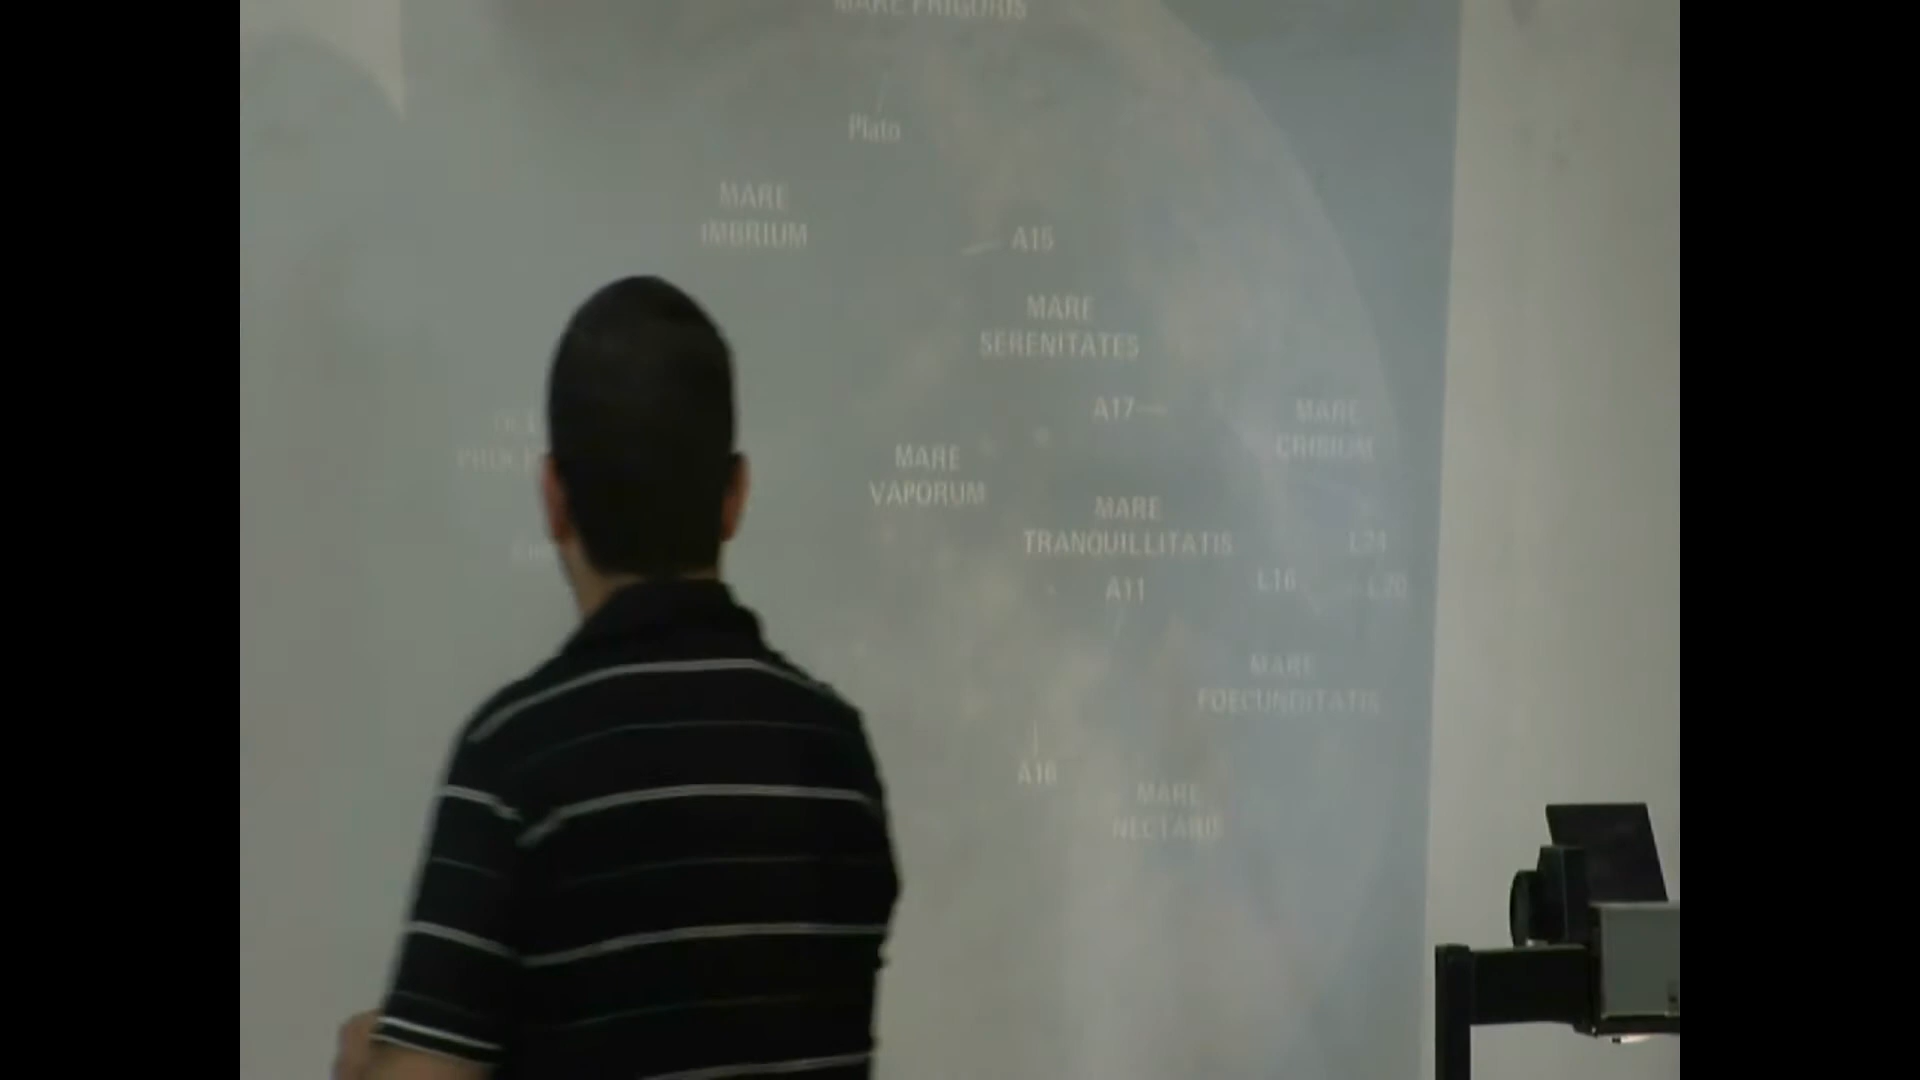 MARE FRIGORIS
Plato
MARE
IMBRIUM
A15
MARE
SERENITATES
A17
MARE
CRISIUM
MARE
VAPORUM
MARE
TRANQUILLITATIS
L24
L16
L20
A11
MARE
FOECUNDITATIS
A16
MARE
NECTARIS